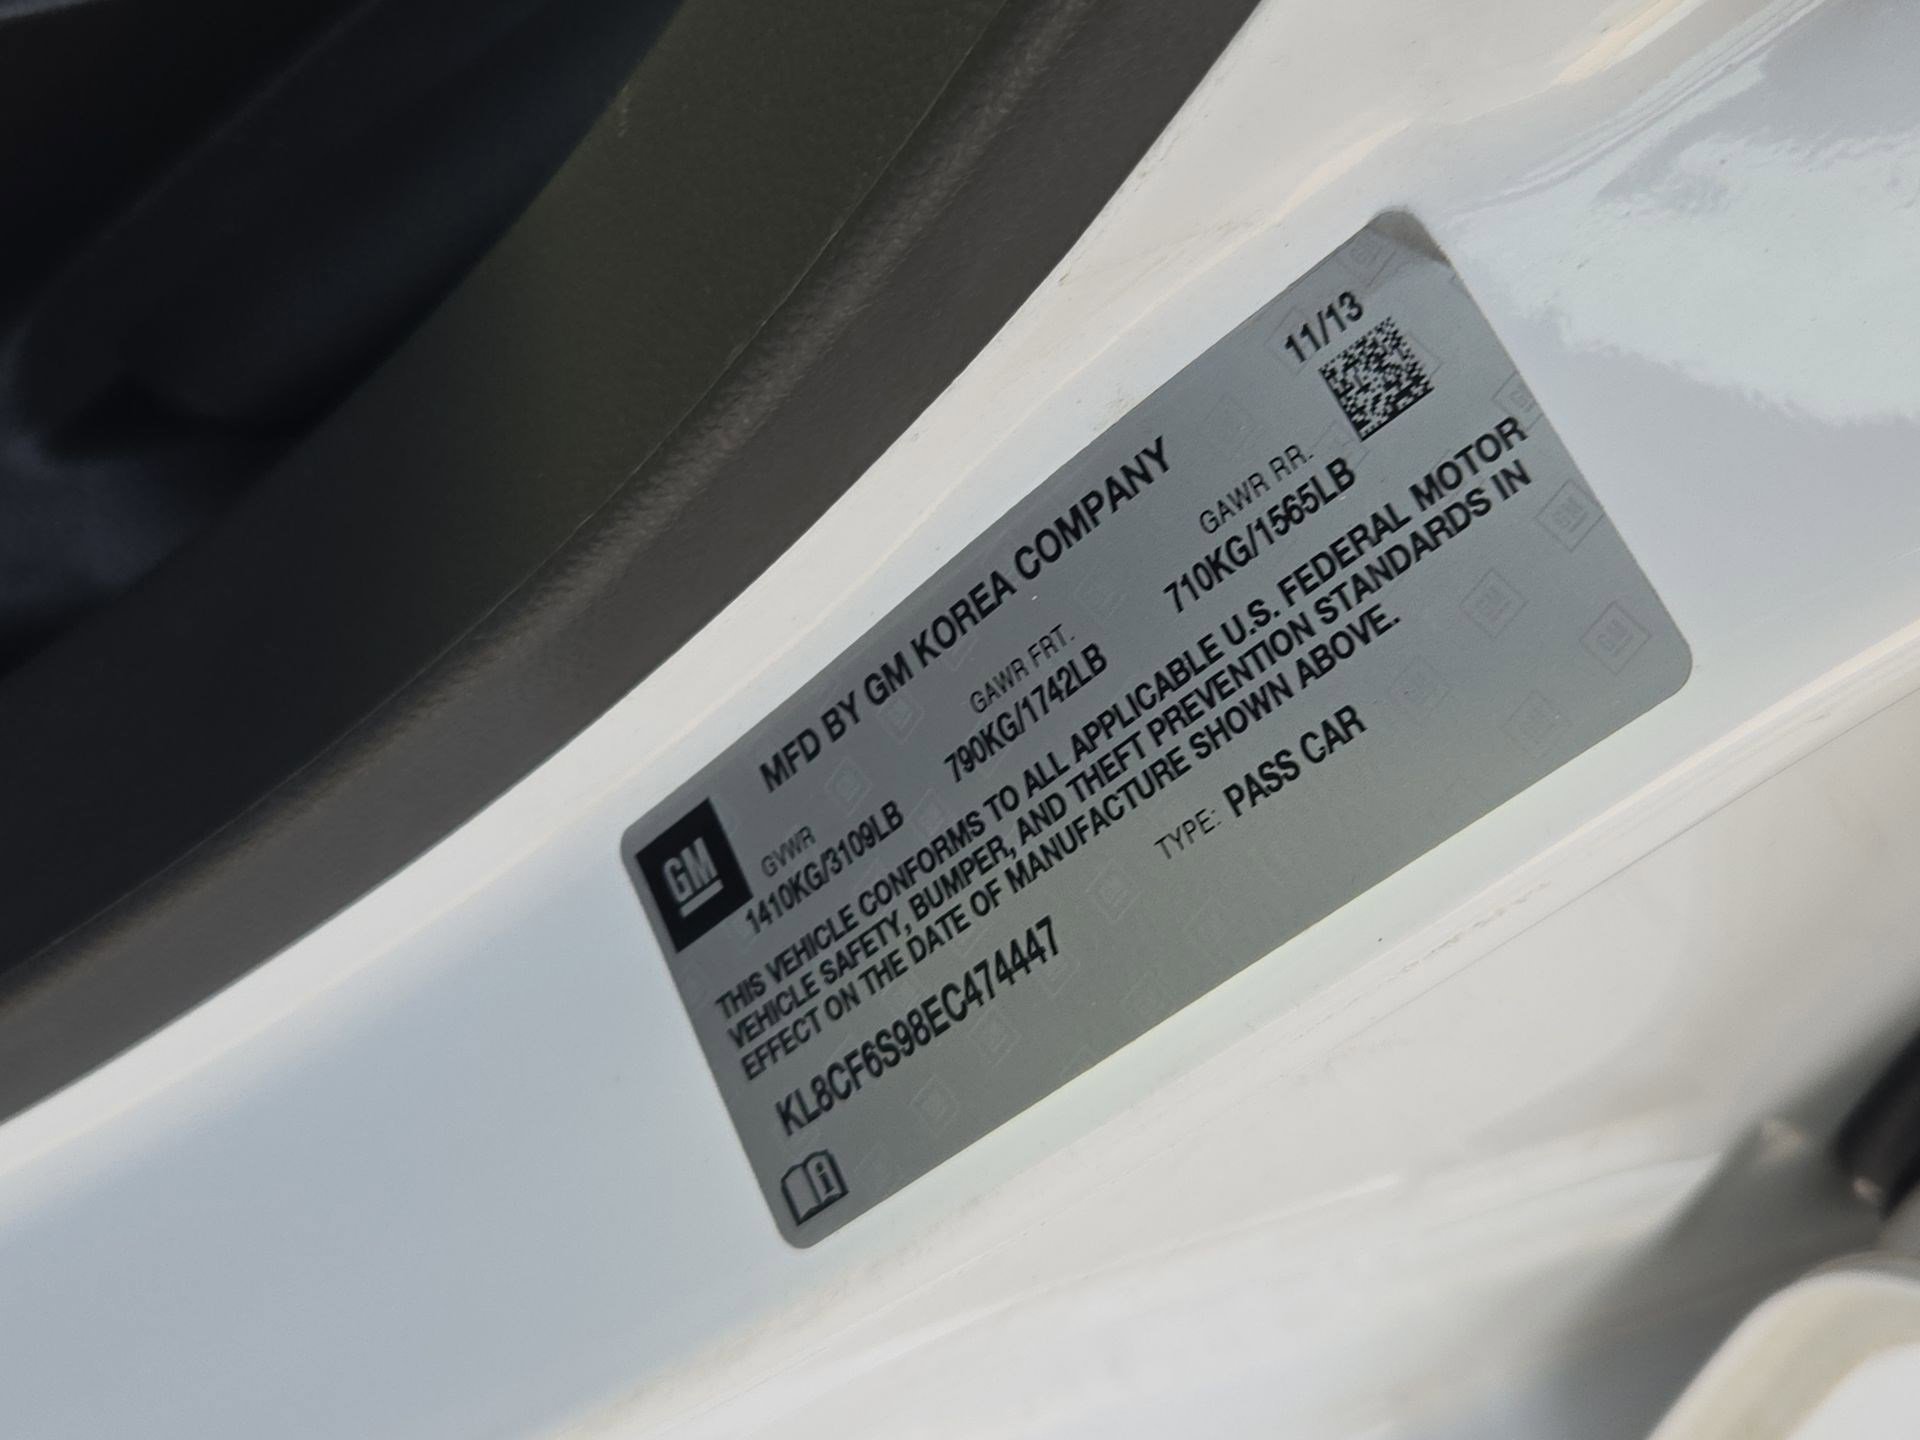 11/13
MFD BY GM KOREA COMPANY
GM
GVWR GAWR FRT. GAWR RR.
1410KG/3109LB 790KG/1742LB 710KG/1565LB
THIS VEHICLE CONFORMS TO ALL APPLICABLE U.S. FEDERAL MOTOR
VEHICLE SAFETY, BUMPER, AND THEFT PREVENTION STANDARDS IN
EFFECT ON THE DATE OF MANUFACTURE SHOWN ABOVE.
KL8CF6S98EC474447 TYPE: PASS CAR